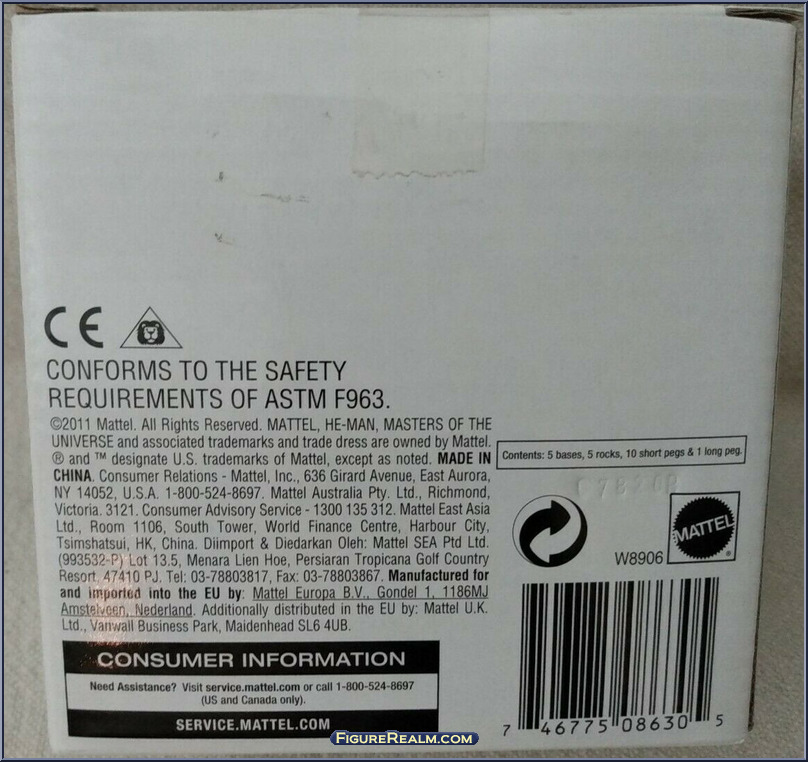 CE
CONFORMS TO THE SAFETY
REQUIREMENTS OF ASTM F963.
©2011 Mattel. All Rights Reserved. MATTEL, HE-MAN, MASTERS OF THE
UNIVERSE and associated trademarks and trade dress are owned by Mattel.
® and ™ designate U.S. trademarks of Mattel, except as noted. MADE IN
CHINA. Consumer Relations - Mattel, Inc., 636 Girard Avenue, East Aurora,
NY 14052, U.S.A. 1-800-524-8697. Mattel Australia Pty. Ltd., Richmond,
Victoria. 3121. Consumer Advisory Service - 1300 135 312. Mattel East Asia
Ltd., Room 1106, South Tower, World Finance Centre, Harbour City,
Tsimshatsui, HK, China. Diimport & Diedarkan Oleh: Mattel SEA Ptd Ltd.
(993532-P) Lot 13.5, Menara Lien Hoe, Persiaran Tropicana Golf Country
Resort, 47410 PJ. Tel: 03-78803817, Fax: 03-78803867. Manufactured for
and imported into the EU by: Mattel Europa B.V., Gondel 1, 1186MJ
Amstelveen, Nederland. Additionally distributed in the EU by: Mattel U.K.
Ltd., Vanwall Business Park, Maidenhead SL6 4UB.
CONSUMER INFORMATION
Need Assistance? Visit service.mattel.com or call 1-800-524-8697
(US and Canada only).
SERVICE.MATTEL.COM
Contents: 5 bases, 5 rocks, 10 short pegs & 1 long peg.
W8906
MATTEL®
7 46775 08630 5
FIGUREREALM.COM